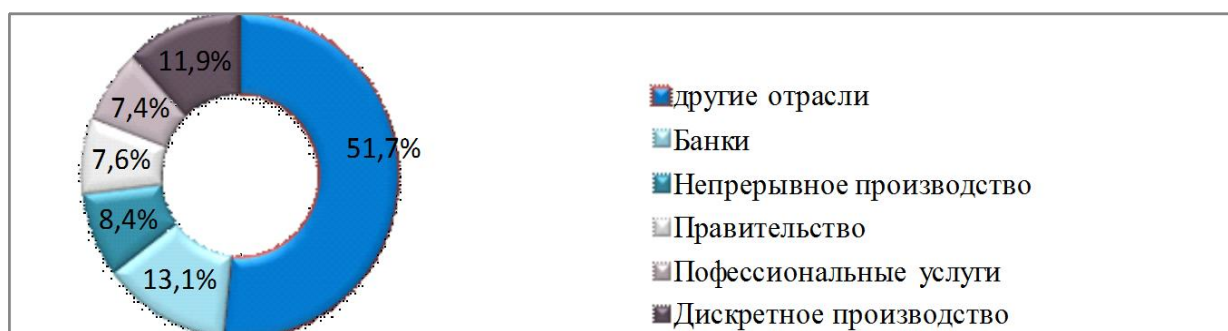 11,9%
7,4%
7,6%
8,4%
13,1%
51,7%
другие отрасли
Банки
Непрерывное производство
Правительство
Пофессиональные услуги
Дискретное производство